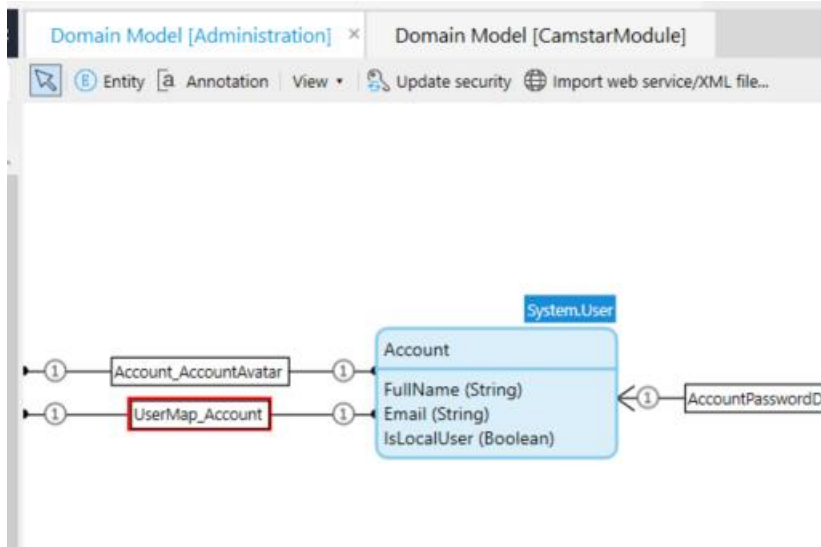 Domain Model [Administration] × Domain Model [CamstarModule]
E Entity a Annotation View Update security Import web service/XML file...
System.User
Account
1 Account_AccountAvatar 1
FullName (String)
1 AccountPasswordD
1 UserMap_Account 1
Email (String)
IsLocalUser (Boolean)